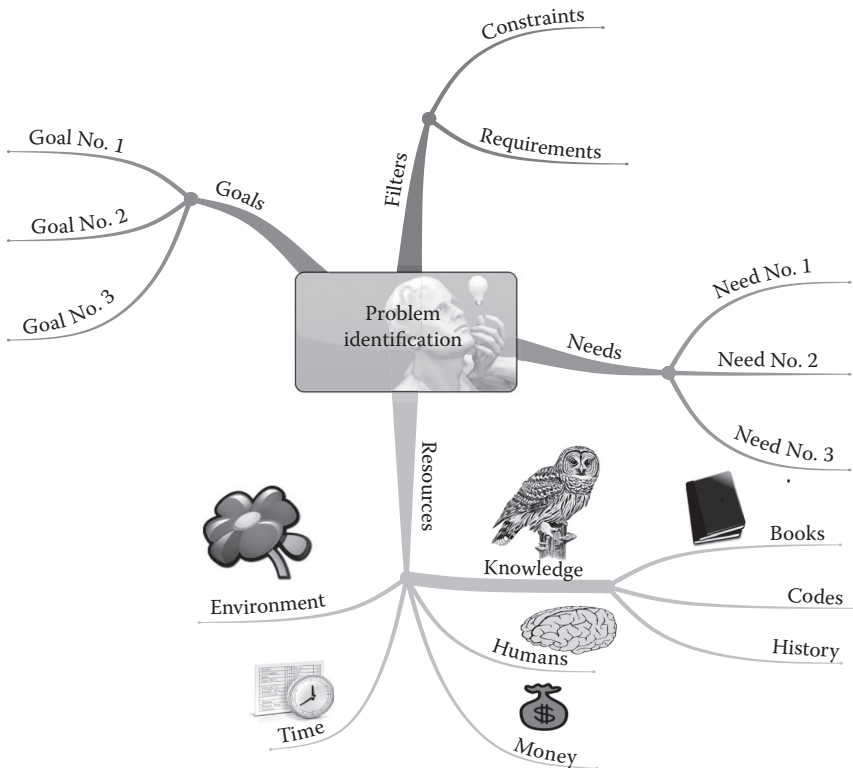 Constraints
Requirements
Filters
Goal No. 1
Goals
Goal No. 2
Goal No. 3
Problem
identification
Need No. 1
Needs
Need No. 2
Need No. 3
Resources
Knowledge
Books
Codes
History
Environment
Humans
Time
$
Money